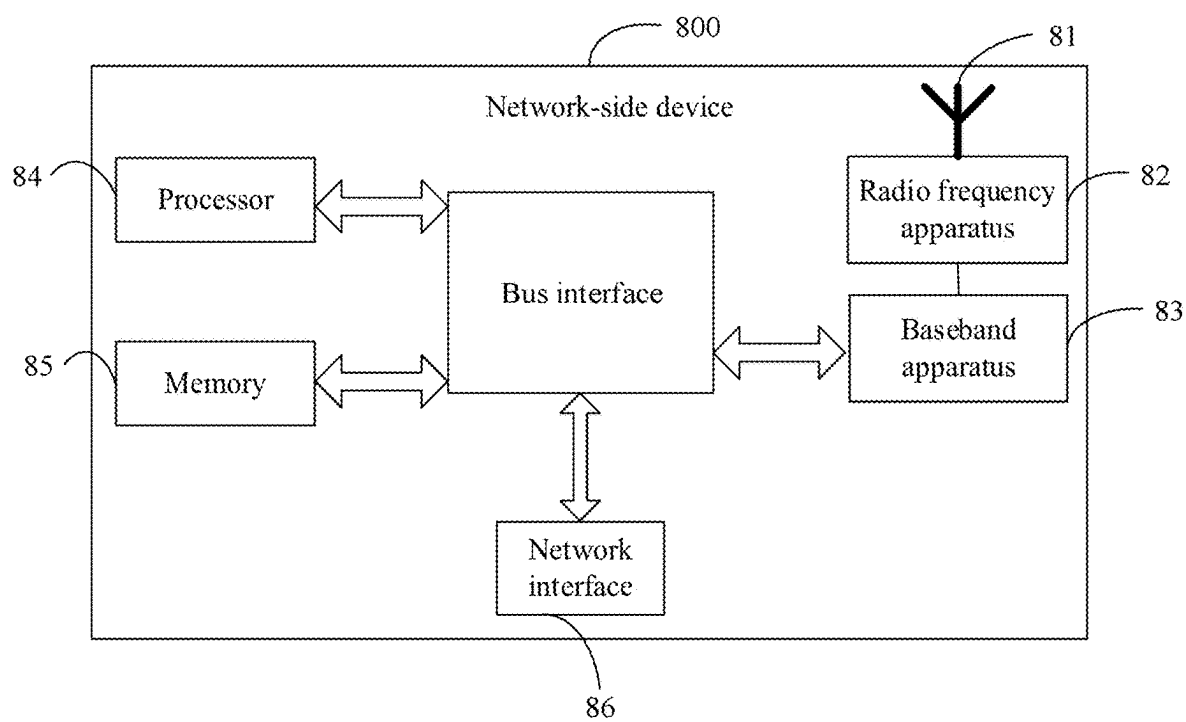 800
81
Network-side device
84
Processor
Radio frequency
apparatus
82
Bus interface
85
Memory
Baseband
apparatus
83
Network
interface
86